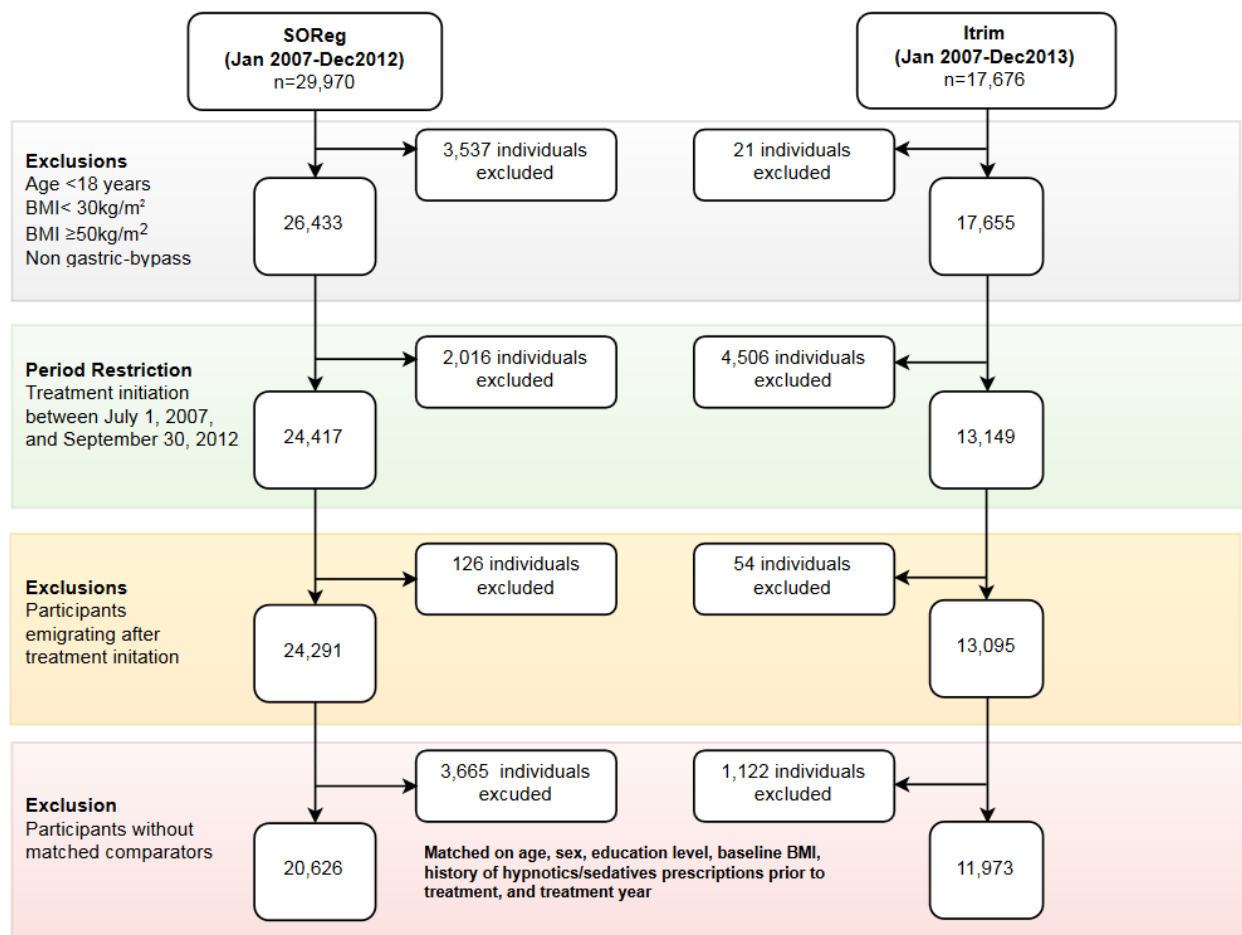 SOReg
(Jan 2007-Dec2012)
n=29,970
Itrim
(Jan 2007-Dec2013)
n=17,676
Exclusions
Age <18 years
BMI< 30kg/m²
BMI ≥50kg/m²
Non gastric-bypass
3,537 individuals
excluded
21 individuals
excluded
26,433
17,655
Period Restriction
Treatment initiation
between July 1, 2007,
and September 30, 2012
2,016 individuals
excluded
4,506 individuals
excluded
24,417
13,149
Exclusions
Participants
emigrating after
treatment initation
126 individuals
excluded
54 individuals
excluded
24,291
13,095
Exclusion
Participants without
matched comparators
3,665 individuals
excuded
1,122 individuals
excluded
20,626
11,973
Matched on age, sex, education level, baseline BMI,
history of hypnotics/sedatives prescriptions prior to
treatment, and treatment year